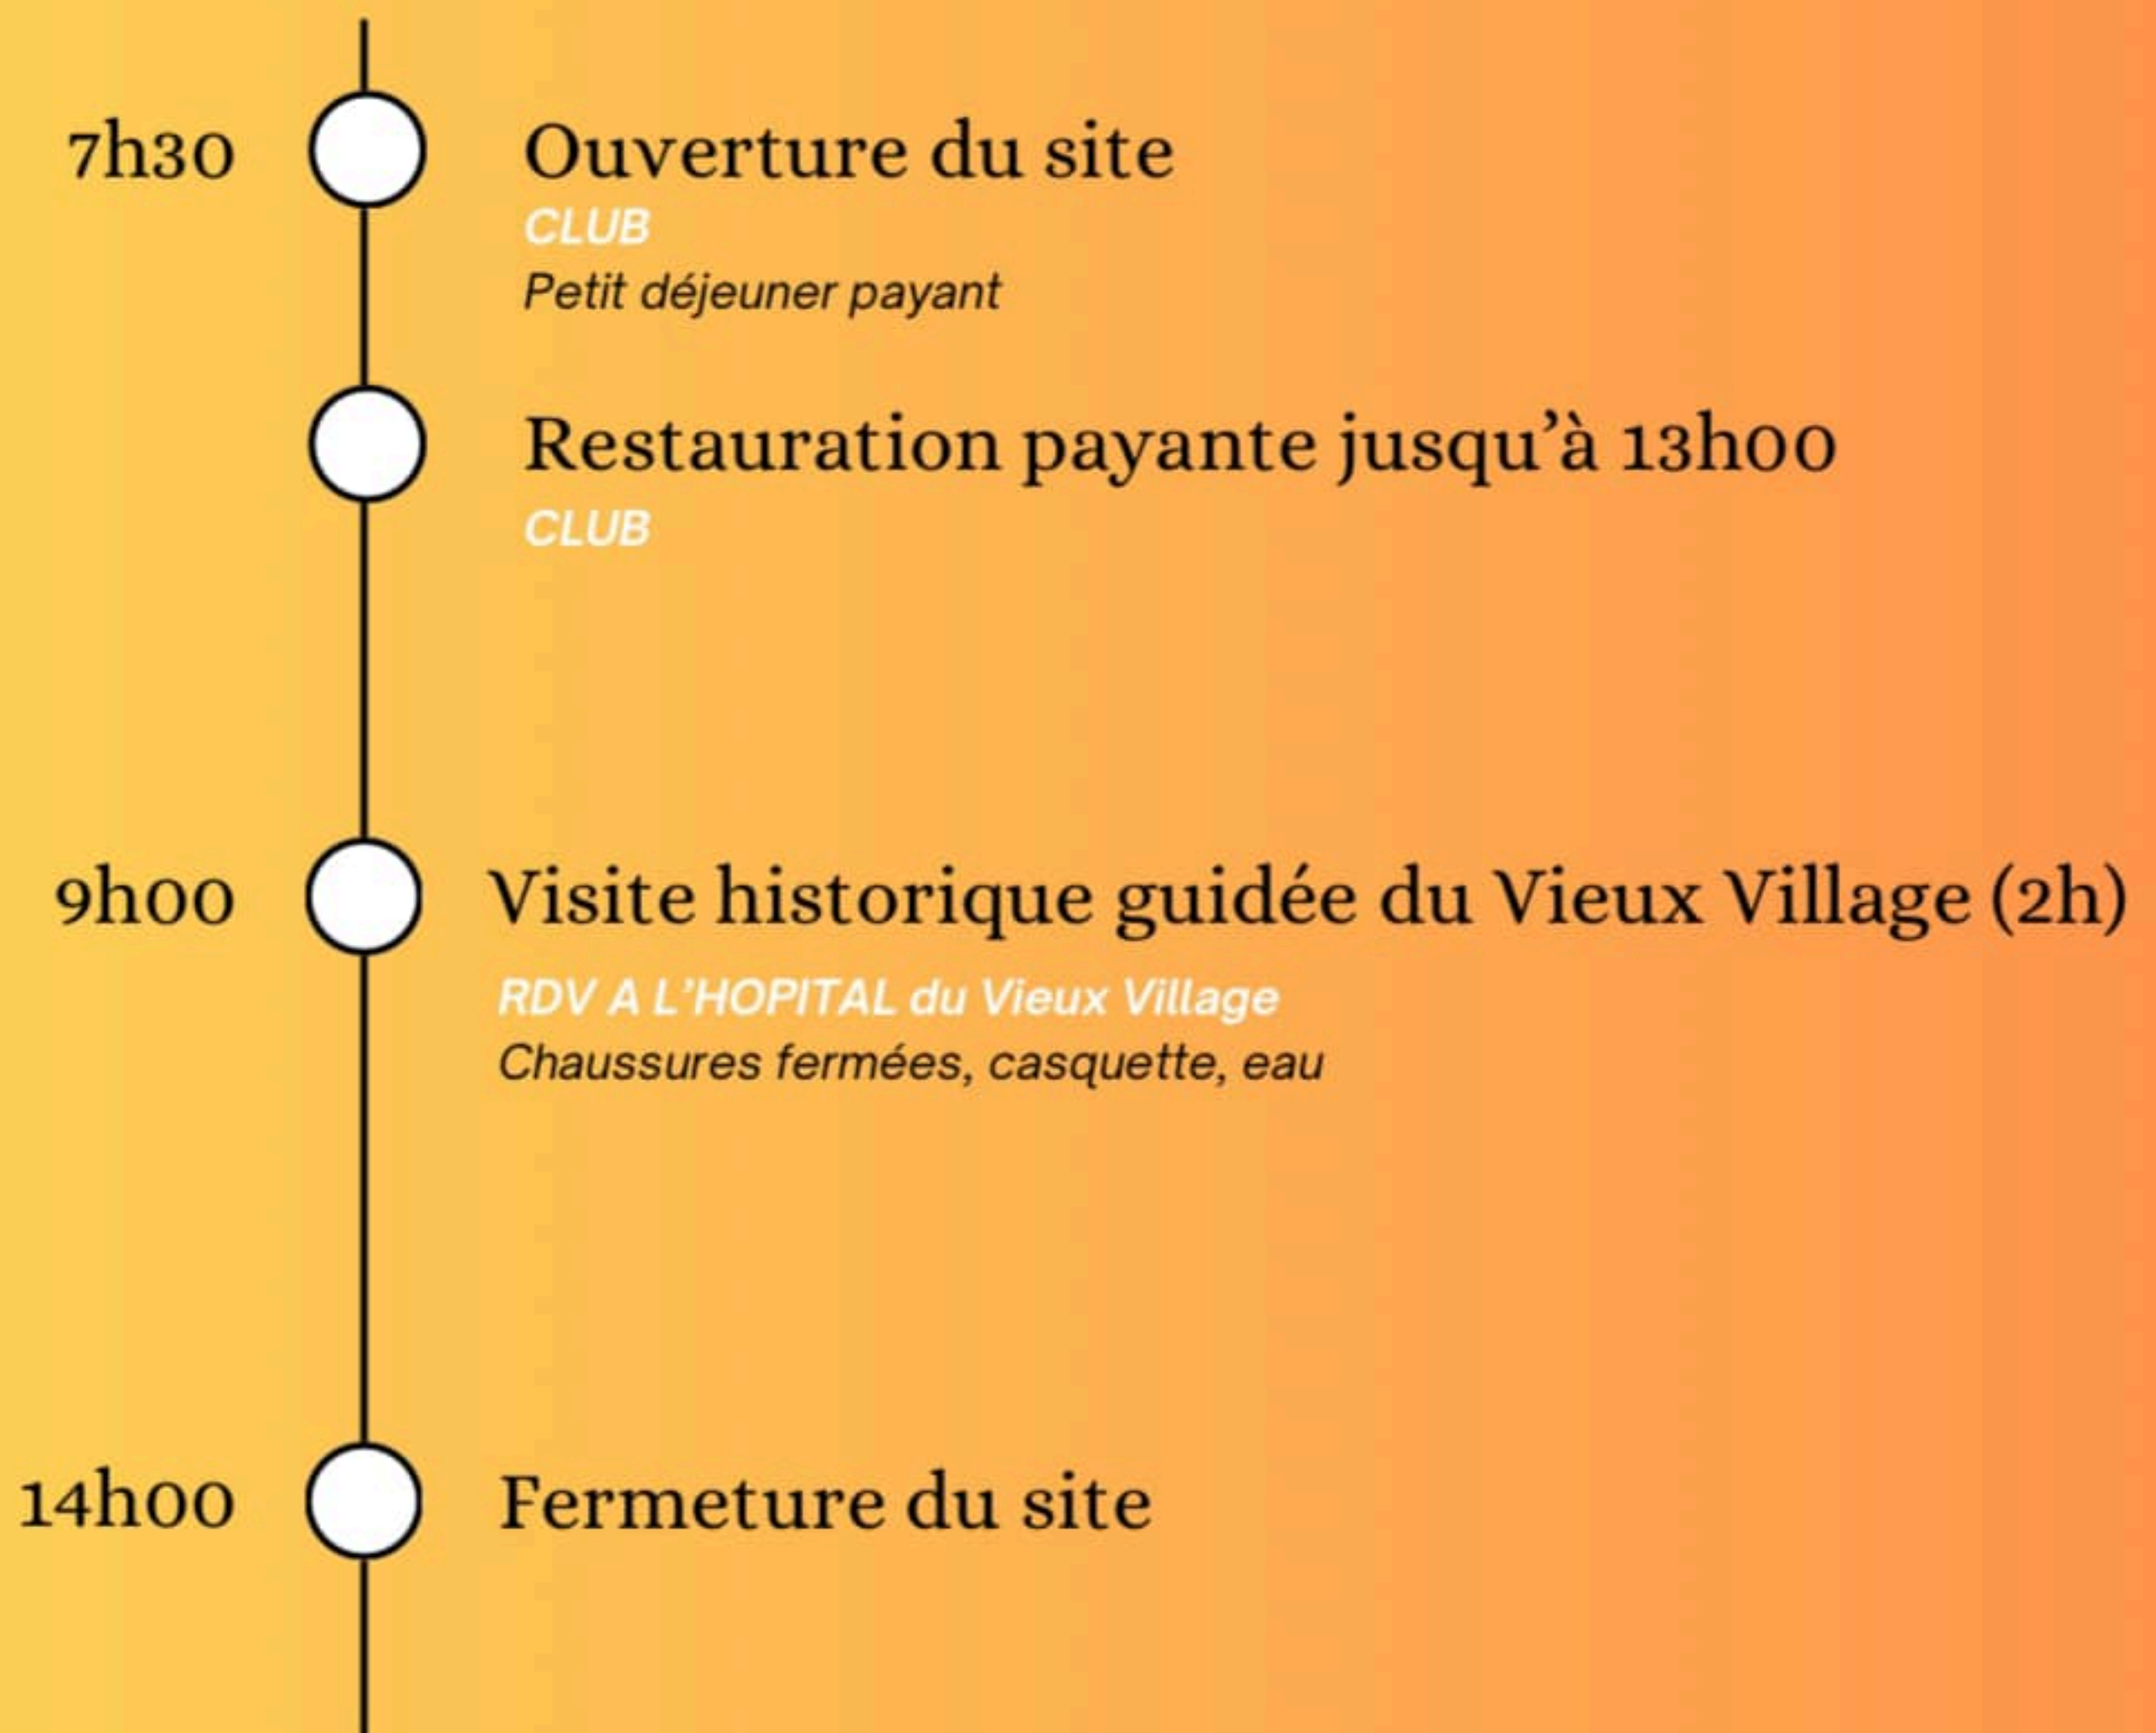 7h30 Ouverture du site
CLUB
Petit déjeuner payant
Restauration payante jusqu’à 13h00
CLUB
9h00 Visite historique guidée du Vieux Village (2h)
RDV A L’HOPITAL du Vieux Village
Chaussures fermées, casquette, eau
14h00 Fermeture du site